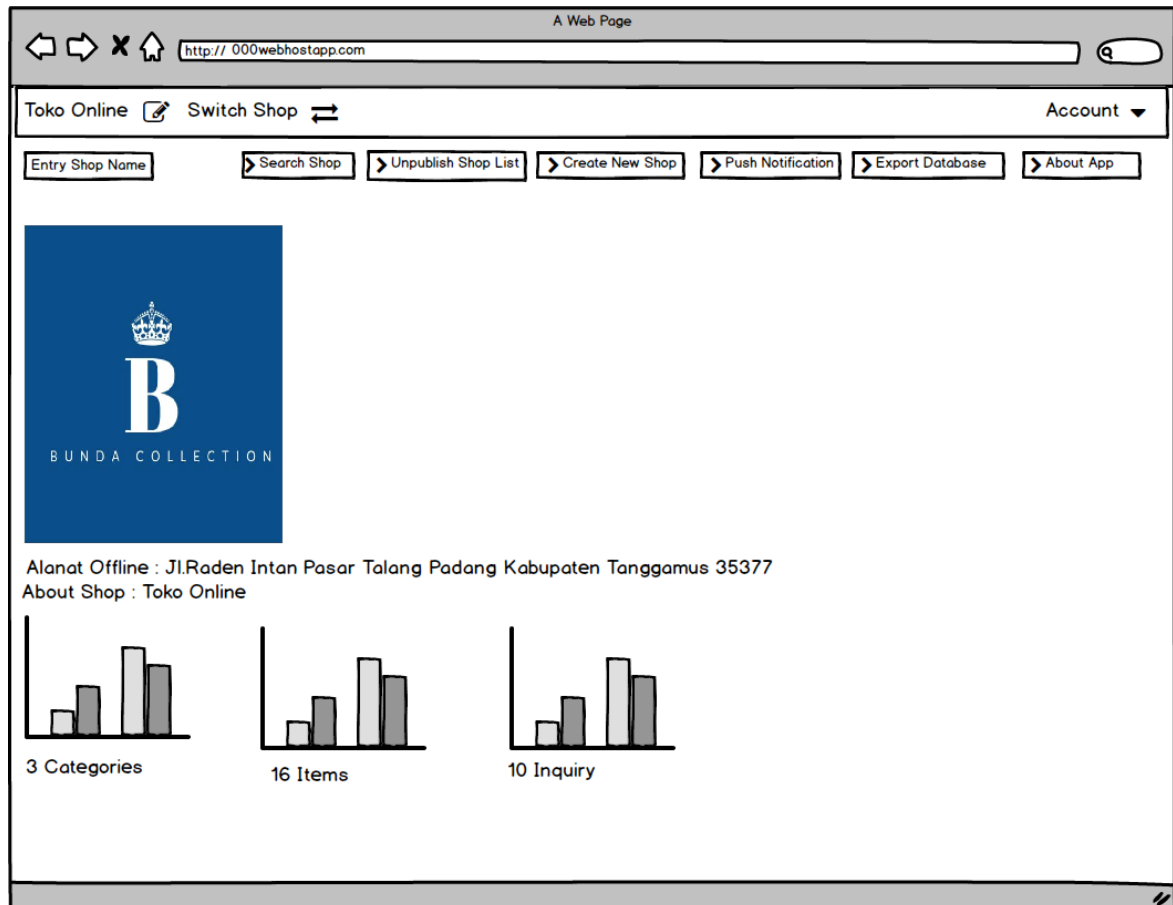 A Web Page
http:// 000webhostapp.com
Toko Online Switch Shop Account
Entry Shop Name Search Shop Unpublish Shop List Create New Shop Push Notification Export Database About App
B
BUNDA COLLECTION
Alanat Offline : Jl.Raden Intan Pasar Talang Padang Kabupaten Tanggamus 35377
About Shop : Toko Online
3 Categories 16 Items 10 Inquiry